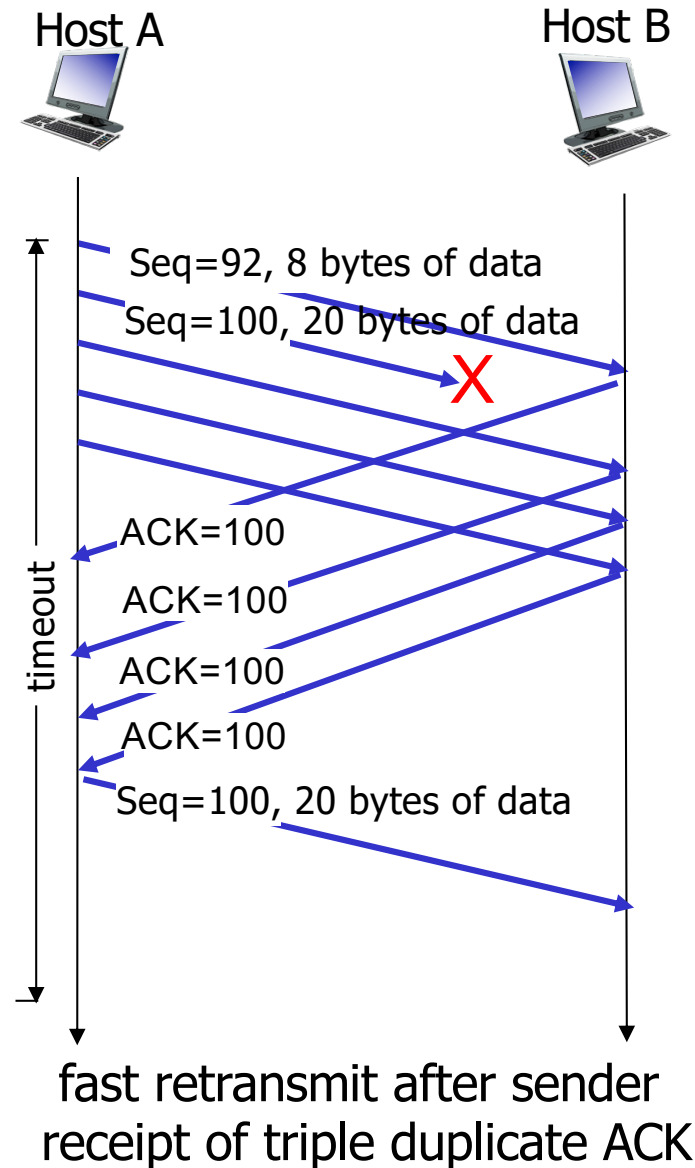 Host A
Host B
Seq=92, 8 bytes of data
Seq=100, 20 bytes of data
X
ACK=100
timeout
ACK=100
ACK=100
ACK=100
Seq=100, 20 bytes of data
fast retransmit after sender
receipt of triple duplicate ACK